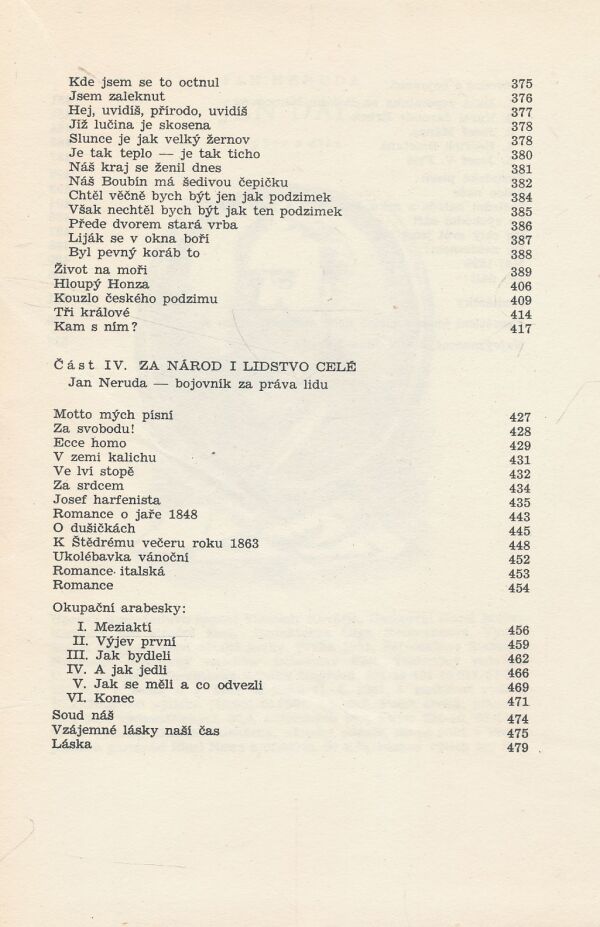 Kde jsem se to octnul 375
Jsem zaleknut 376
Hej, uvidíš, přírodo, uvidíš 377
Již lučina je skosena 378
Slunce je jak velký žernov 378
Je tak teplo — je tak ticho 380
Náš kraj se ženil dnes 381
Náš Boubín má šedivou čepičku 382
Chtěl věčně bych být jen jak podzimek 384
Však nechtěl bych být jak ten podzimek 385
Přede dvorem stará vrba 386
Liják se v okna boří 387
Byl pevný koráb to 388
Život na moři 389
Hloupý Honza 406
Kouzlo českého podzimu 409
Tři králové 414
Kam s ním? 417
Část IV. ZA NÁROD I LIDSTVO CELÉ
Jan Neruda — bojovník za práva lidu
Motto mých písní 427
Za svobodu! 428
Ecce homo 429
V zemi kalichu 431
Ve lví stopě 432
Za srdcem 434
Josef harfenista 435
Romance o jaře 1848 443
O dušičkách 445
K Štědrému večeru roku 1863 448
Ukolébavka vánoční 452
Romance italská 453
Romance 454
Okupační arabesky:
I. Meziaktí 456
II. Výjev první 459
III. Jak bydleli 462
IV. A jak jedli 466
V. Jak se měli a co odvezli 469
VI. Konec 471
Soud náš 474
Vzájemné lásky naší čas 475
Láska 479